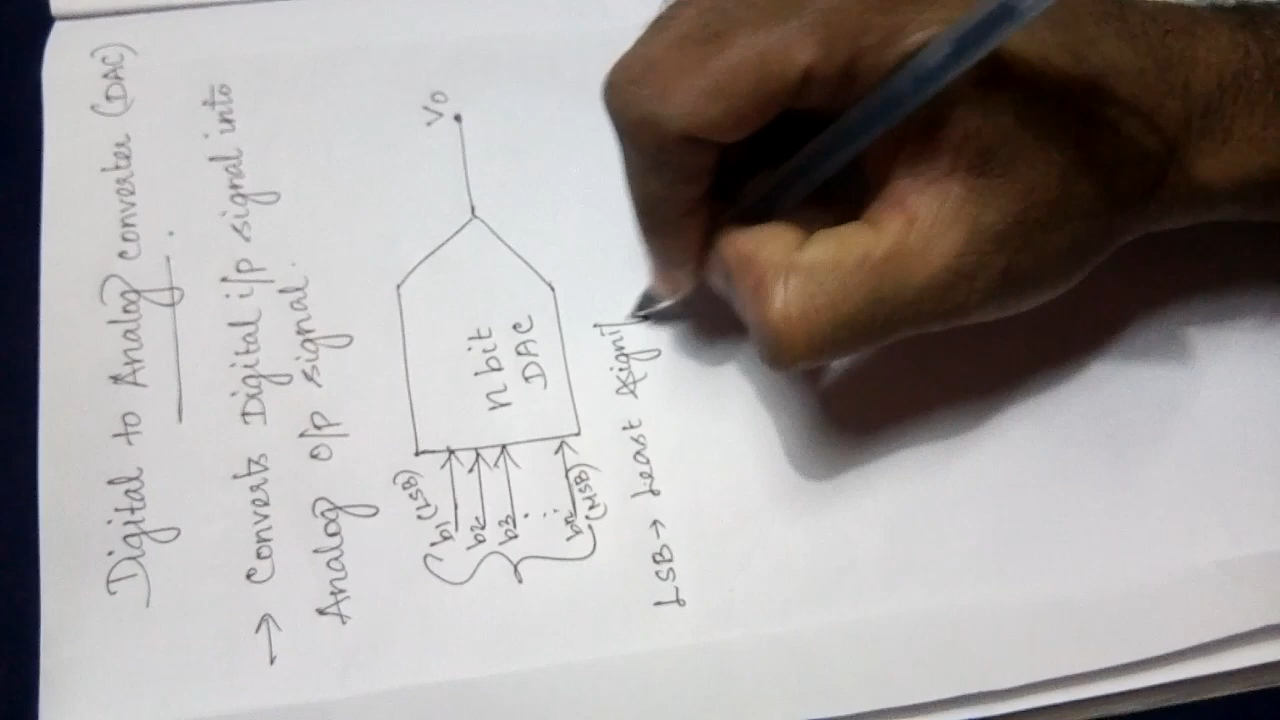 Digital to Analog converter (DAC).
→ Converts Digital i/p signal into
Analog o/p signal.
Vo
n bit
DAC
b1 (LSB)
b2
b3
bn
(MSB)
LSB → Least signif